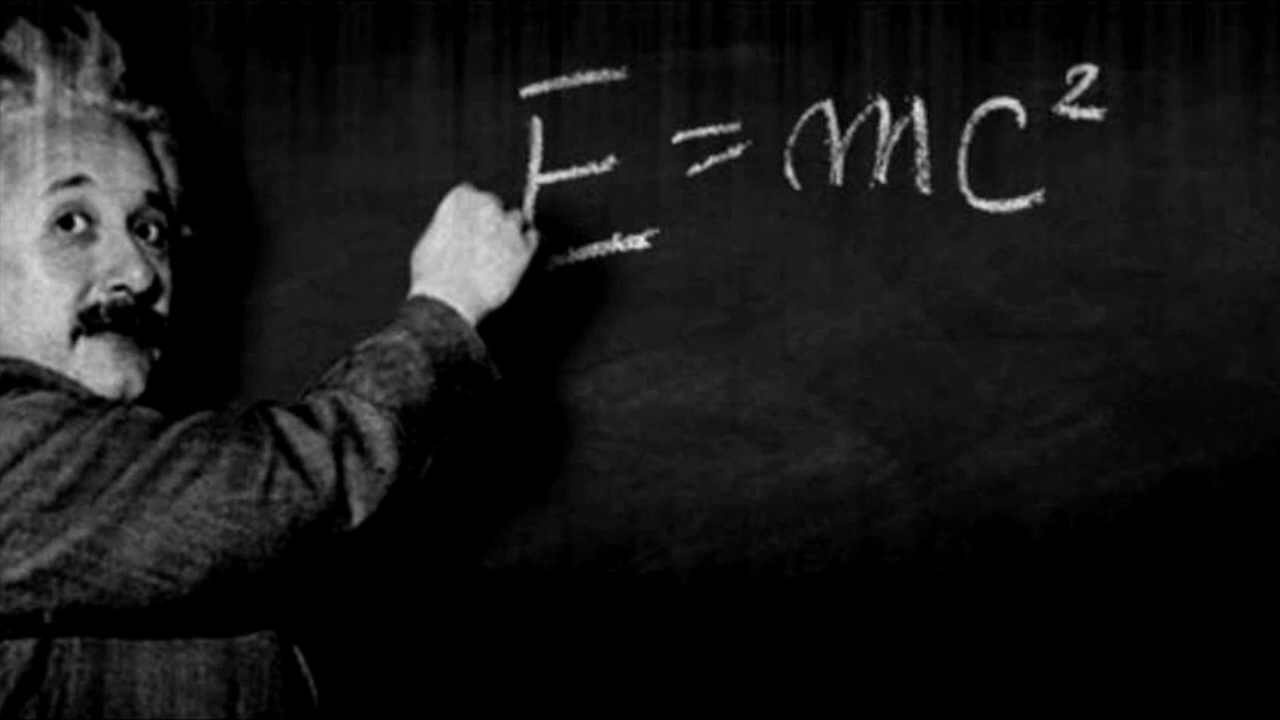 E = mc²